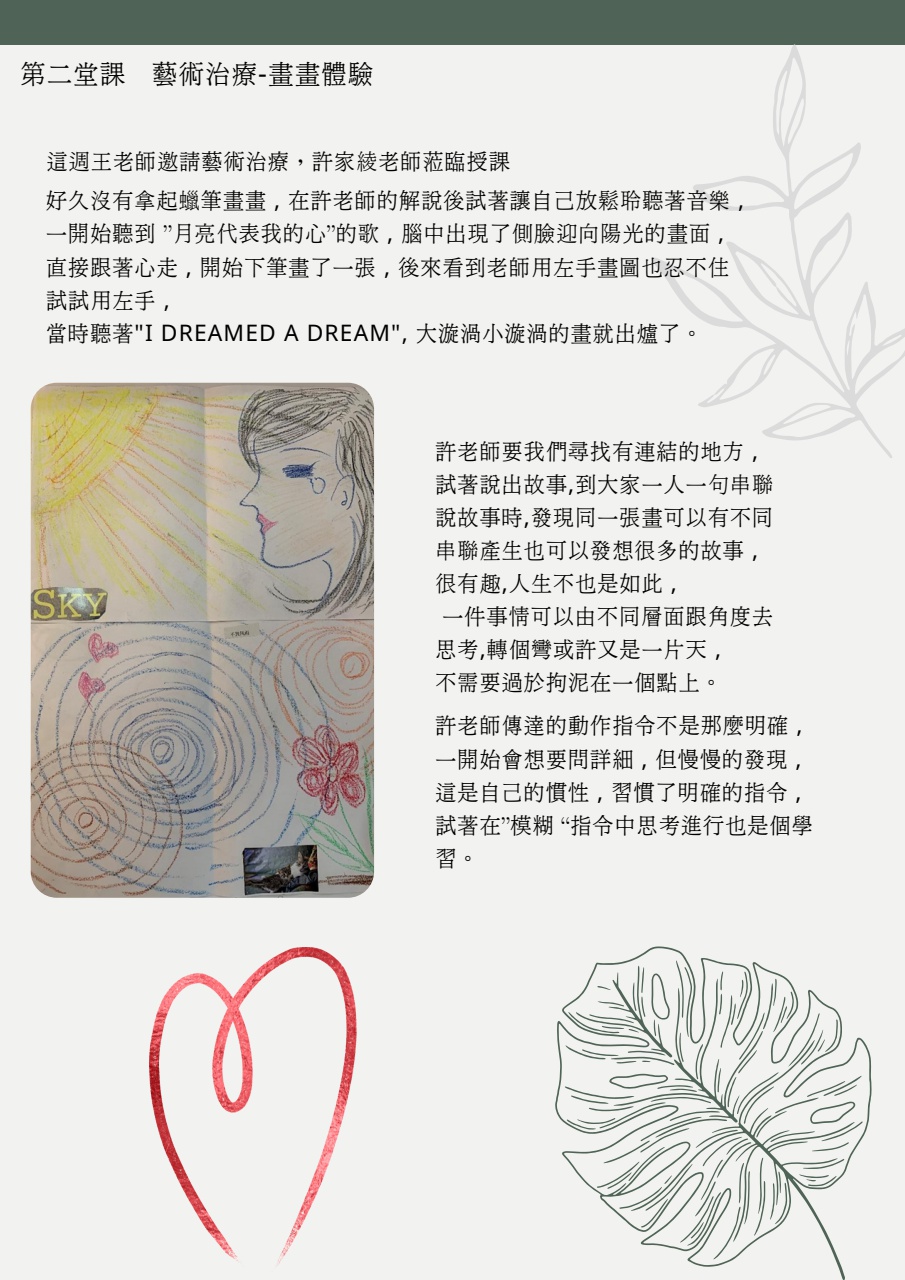 第二堂課　藝術治療-畫畫體驗
這週王老師邀請藝術治療，許家綾老師蒞臨授課
好久沒有拿起蠟筆畫畫，在許老師的解說後試著讓自己放鬆聆聽著音樂，
一開始聽到 ”月亮代表我的心”的歌，腦中出現了側臉迎向陽光的畫面，
直接跟著心走，開始下筆畫了一張，後來看到老師用左手畫圖也忍不住
試試用左手，
當時聽著"I DREAMED A DREAM", 大漩渦小漩渦的畫就出爐了。
SKY
許老師要我們尋找有連結的地方，
試著說出故事,到大家一人一句串聯
說故事時,發現同一張畫可以有不同
串聯產生也可以發想很多的故事，
很有趣,人生不也是如此，
一件事情可以由不同層面跟角度去
思考,轉個彎或許又是一片天，
不需要過於拘泥在一個點上。
許老師傳達的動作指令不是那麼明確，
一開始會想要問詳細，但慢慢的發現，
這是自己的慣性，習慣了明確的指令，
試著在”模糊 “指令中思考進行也是個學
習。